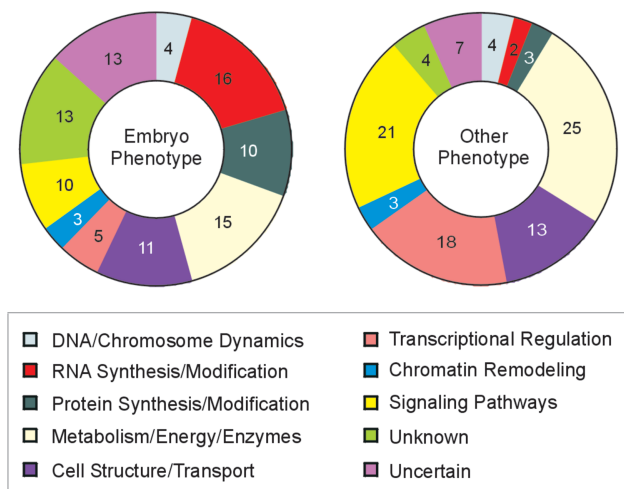 4
16
10
15
11
5
3
10
13
13
Embryo
Phenotype
4
2
3
25
13
18
3
21
4
7
Other
Phenotype
DNA/Chromosome Dynamics
RNA Synthesis/Modification
Protein Synthesis/Modification
Metabolism/Energy/Enzymes
Cell Structure/Transport
Transcriptional Regulation
Chromatin Remodeling
Signaling Pathways
Unknown
Uncertain